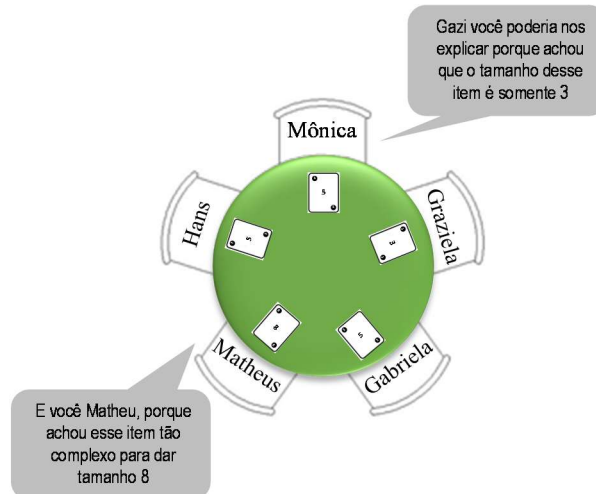 Gazi você poderia nos
explicar porque achou
que o tamanho desse
item é somente 3
Mônica
Hans
Graziela
5
5
3
8
5
Matheus
Gabriela
E você Matheu, porque
achou esse item tão
complexo para dar
tamanho 8